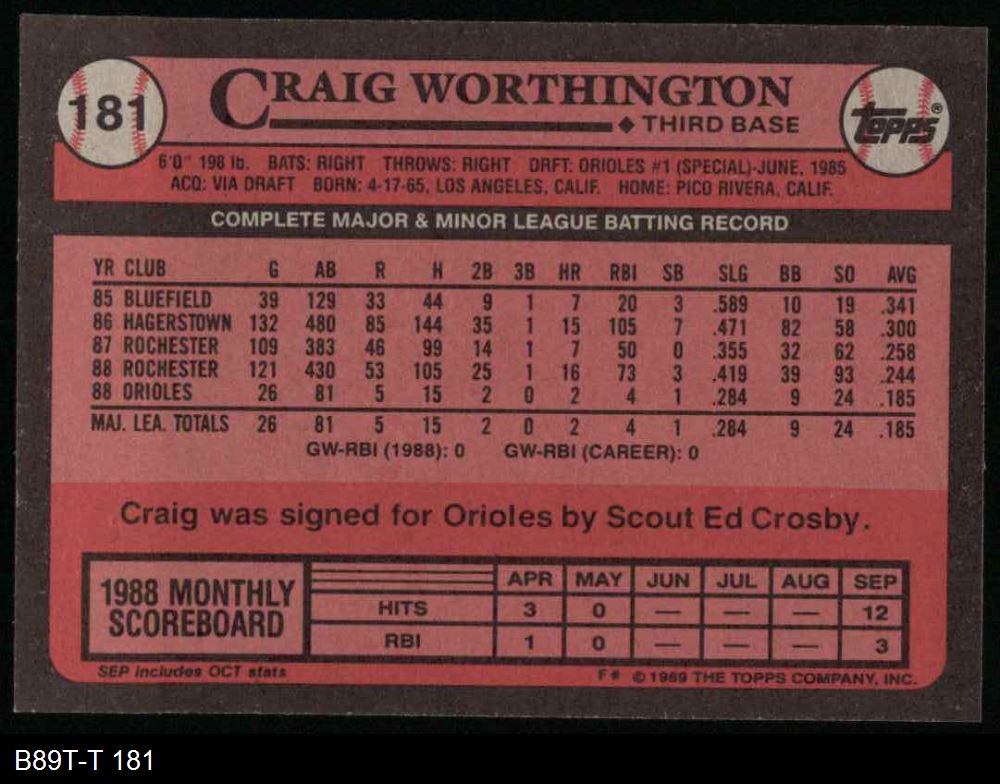 181
CRAIG WORTHINGTON
◆ THIRD BASE
TOPPS®
6'0" 198 lb. BATS: RIGHT THROWS: RIGHT DRFT: ORIOLES #1 (SPECIAL)-JUNE, 1985
ACQ: VIA DRAFT BORN: 4-17-65, LOS ANGELES, CALIF. HOME: PICO RIVERA, CALIF.
COMPLETE MAJOR & MINOR LEAGUE BATTING RECORD
YR CLUB G AB R H 2B 3B HR RBI SB SLG BB SO AVG
85 BLUEFIELD 39 129 33 44 9 1 7 20 3 .589 10 19 .341
86 HAGERSTOWN 132 480 85 144 35 1 15 105 7 .471 82 58 .300
87 ROCHESTER 109 383 46 99 14 1 7 50 0 .355 32 62 .258
88 ROCHESTER 121 430 53 105 25 1 16 73 3 .419 39 93 .244
88 ORIOLES 26 81 5 15 2 0 2 4 1 .284 9 24 .185
MAJ. LEA. TOTALS 26 81 5 15 2 0 2 4 1 .284 9 24 .185
GW-RBI (1988): 0 GW-RBI (CAREER): 0
Craig was signed for Orioles by Scout Ed Crosby.
1988 MONTHLY
SCOREBOARD
APR MAY JUN JUL AUG SEP
HITS 3 0 — — — 12
RBI 1 0 — — — 3
SEP includes OCT stats
F* © 1989 THE TOPPS COMPANY, INC.
B89T-T 181